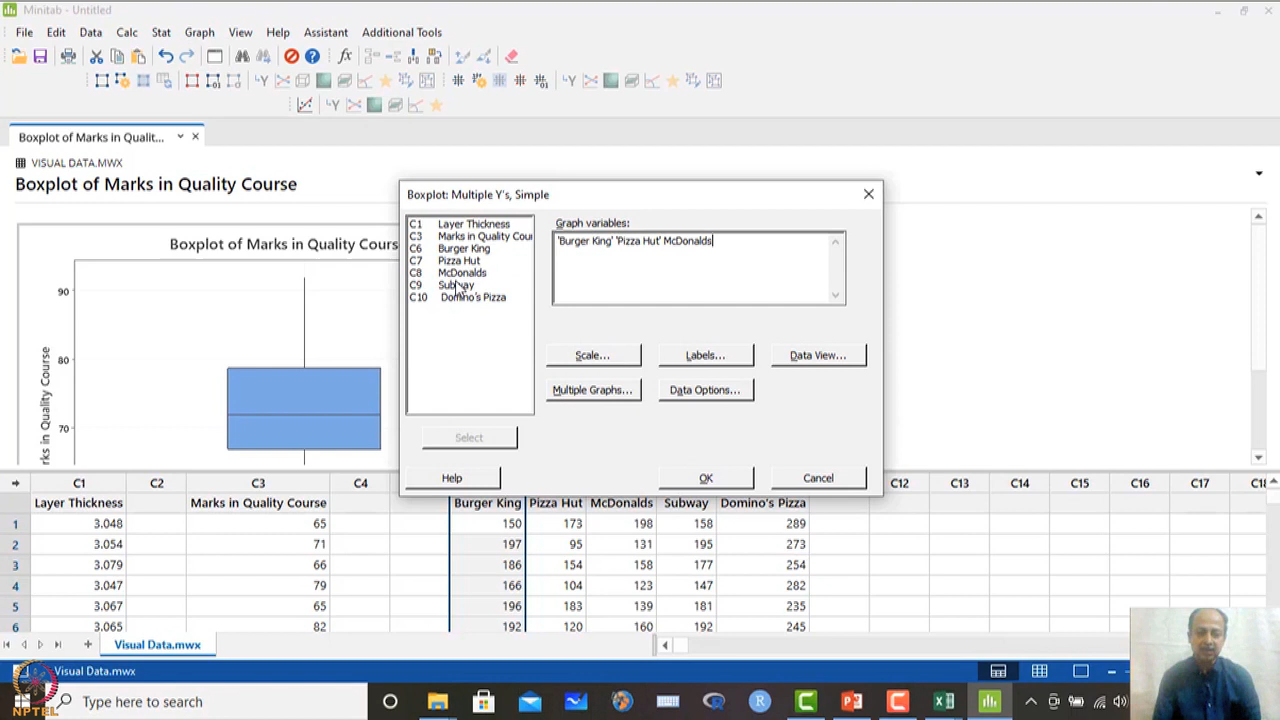 Minitab - Untitled
File Edit Data Calc Stat Graph View Help Assistant Additional Tools
Boxplot of Marks in Qualit...
VISUAL DATA.MWX
Boxplot of Marks in Quality Course
Boxplot of Marks in Quality Cours
90
80
70
rks in Quality Course
Boxplot: Multiple Y's, Simple
C1 Layer Thickness
C3 Marks in Quality Cour
C6 Burger King
C7 Pizza Hut
C8 McDonalds
C9 Subway
C10 Domino's Pizza
Graph variables:
'Burger King' 'Pizza Hut' McDonalds
Scale... Labels... Data View...
Multiple Graphs... Data Options...
Select
Help OK Cancel
C1 C2 C3 C4 C12 C13 C14 C15 C16 C17 C18
Layer Thickness Marks in Quality Course Burger King Pizza Hut McDonalds Subway Domino's Pizza
1 3.048 65 150 173 198 158 289
2 3.054 71 197 95 131 195 273
3 3.079 66 186 154 158 177 254
4 3.047 79 166 104 123 147 282
5 3.067 65 196 183 139 181 235
6 3.065 82 192 120 160 192 245
Visual Data.mwx
Visual Data.mwx
Type here to search
NPTEL